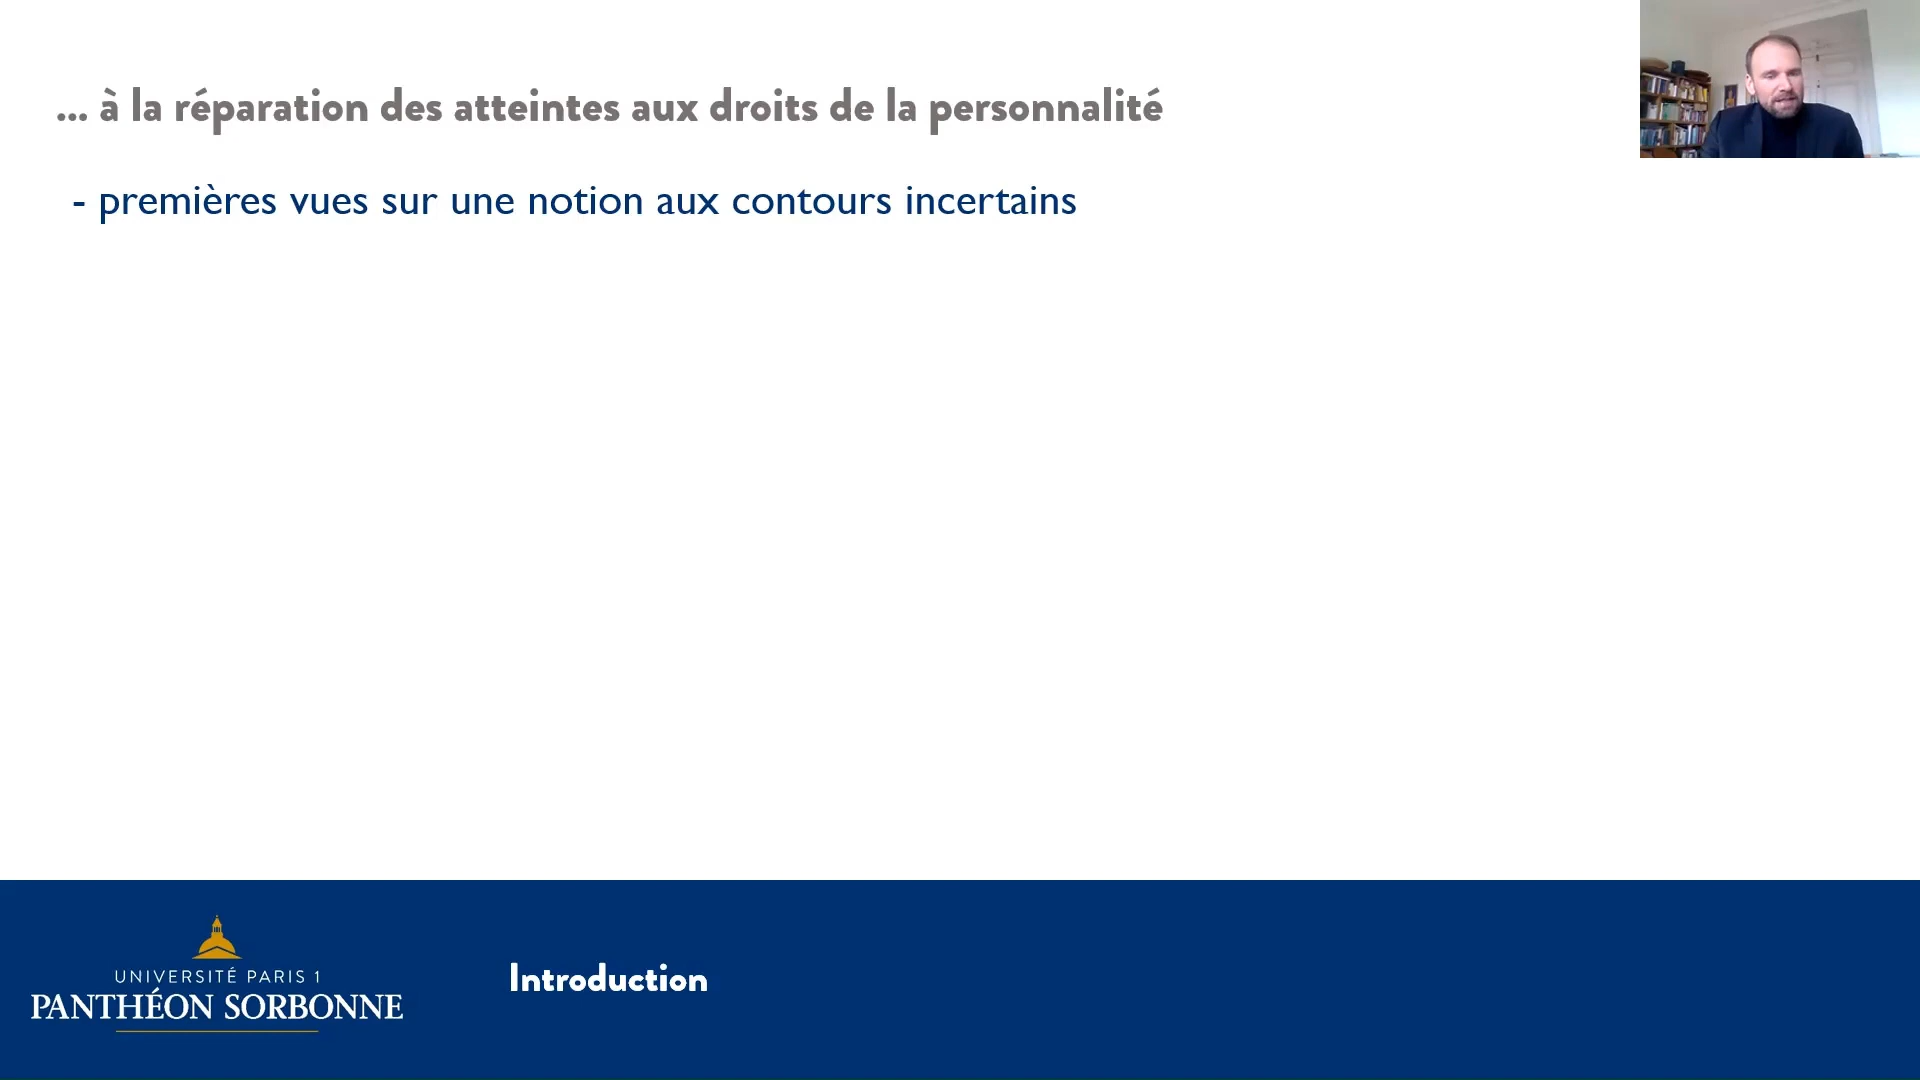 ... à la réparation des atteintes aux droits de la personnalité
- premières vues sur une notion aux contours incertains
UNIVERSITÉ PARIS 1
PANTHÉON SORBONNE
Introduction